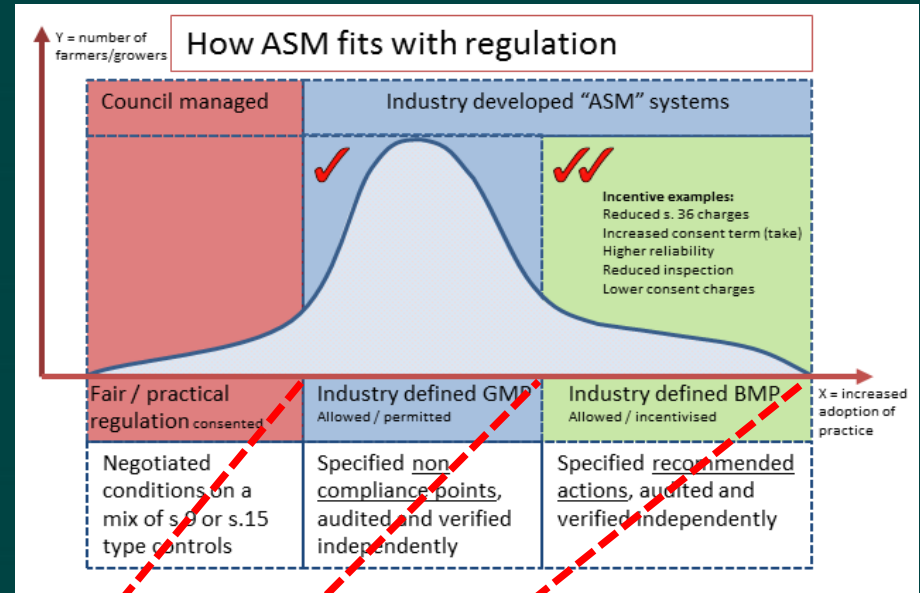 Y = number of
farmers/growers
How ASM fits with regulation
Council managed
Industry developed “ASM” systems
Incentive examples:
Reduced s. 36 charges
Increased consent term (take)
Higher reliability
Reduced inspection
Lower consent charges
Fair / practical
regulation consented
Industry defined GMP
Allowed / permitted
Industry defined BMP
Allowed / incentivised
X = increased
adoption of
practice
Negotiated
conditions on a
mix of s.9 or s.15
type controls
Specified non
compliance points,
audited and verified
independently
Specified recommended
actions, audited and
verified independently